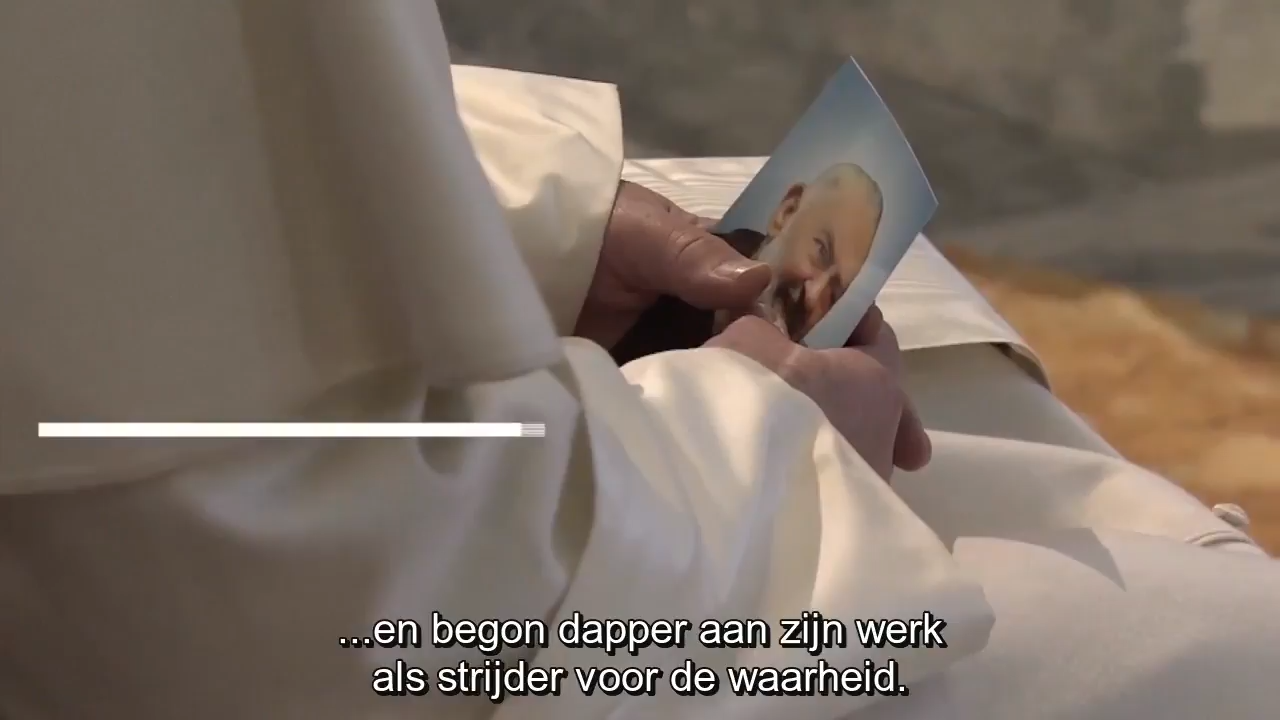 ...en begon dapper aan zijn werk
als strijder voor de waarheid.